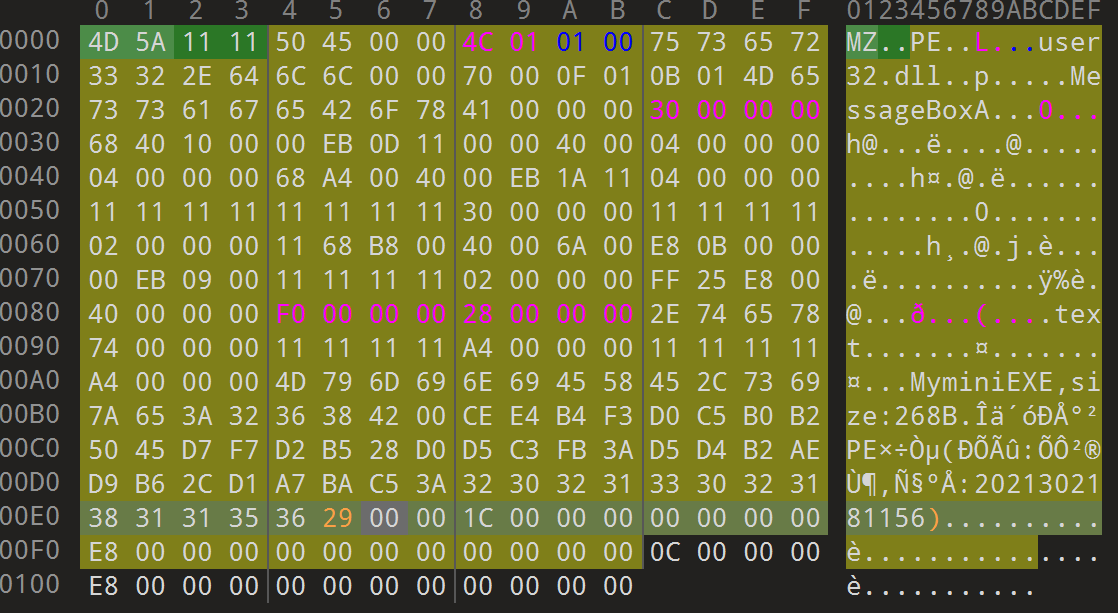 0 1 2 3 4 5 6 7 8 9 A B C D E F 0123456789ABCDEF
0000 4D 5A 11 11 50 45 00 00 4C 01 01 00 75 73 65 72 MZ..PE..L...user
0010 33 32 2E 64 6C 6C 00 00 70 00 0F 01 0B 01 4D 65 32.dll..p.....Me
0020 73 73 61 67 65 42 6F 78 41 00 00 00 30 00 00 00 ssageBoxA...0...
0030 68 40 10 00 00 EB 0D 11 00 00 40 00 04 00 00 00 h@...ë....@.....
0040 04 00 00 00 68 A4 00 40 00 EB 1A 11 04 00 00 00 ....h¤.@.ë......
0050 11 11 11 11 11 11 11 11 30 00 00 00 11 11 11 11 ........0.......
0060 02 00 00 00 11 68 B8 00 40 00 6A 00 E8 0B 00 00 .....h¸.@.j.è...
0070 00 EB 09 00 11 11 11 11 02 00 00 00 FF 25 E8 00 .ë..........ÿ%è.
0080 40 00 00 00 F0 00 00 00 28 00 00 00 2E 74 65 78 @...ð...(....tex
0090 74 00 00 00 11 11 11 11 A4 00 00 00 11 11 11 11 t.......¤.......
00A0 A4 00 00 00 4D 79 6D 69 6E 69 45 58 45 2C 73 69 ¤...MyminiEXE,si
00B0 7A 65 3A 32 36 38 42 00 CE E4 B4 F3 D0 C5 B0 B2 ze:268B.Îä´óÐÅ°²
00C0 50 45 D7 F7 D2 B5 28 D0 D5 C3 FB 3A D5 D4 B2 AE PE×÷Òµ(ÐÕÃû:ÕÔ²®
00D0 D9 B6 2C D1 A7 BA C5 3A 32 30 32 31 33 30 32 31 Ù¶,Ñ§ºÅ:20213021
00E0 38 31 31 35 36 29 00 00 1C 00 00 00 00 00 00 00 81156)..........
00F0 E8 00 00 00 00 00 00 00 00 00 00 00 0C 00 00 00 è...............
0100 E8 00 00 00 00 00 00 00 00 00 00 00 è...........